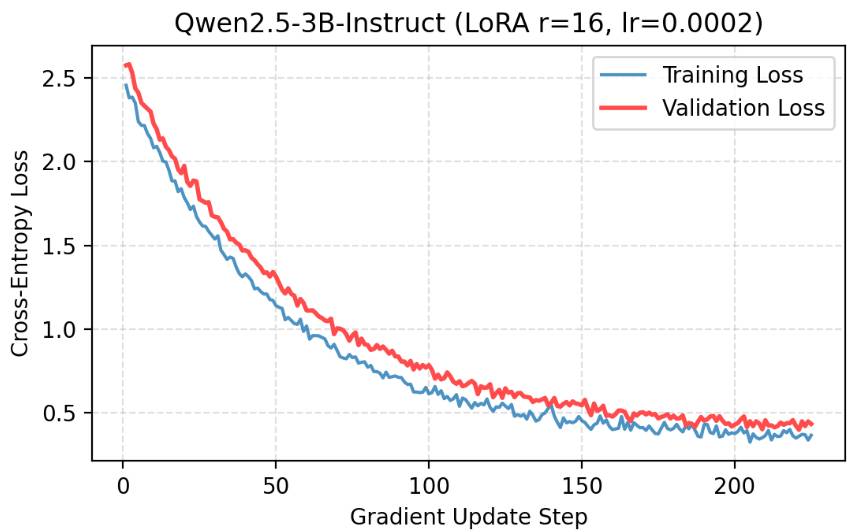 Qwen2.5-3B-Instruct (LoRA r=16, lr=0.0002)
Training Loss
Validation Loss
Cross-Entropy Loss
2.5
2.0
1.5
1.0
0.5
0 50 100 150 200
Gradient Update Step